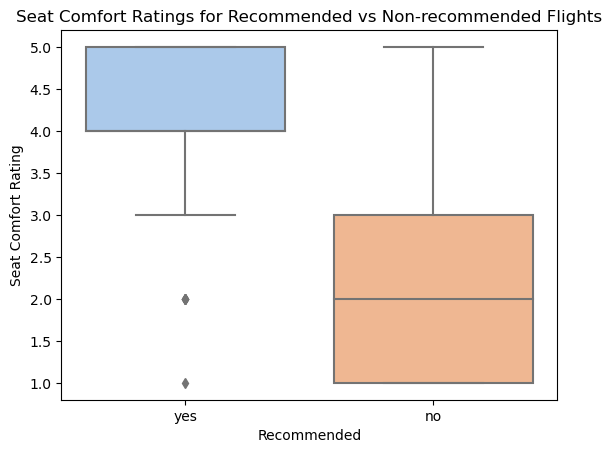 Seat Comfort Ratings for Recommended vs Non-recommended Flights
Seat Comfort Rating
5.0
4.5
4.0
3.5
3.0
2.5
2.0
1.5
1.0
yes
no
Recommended